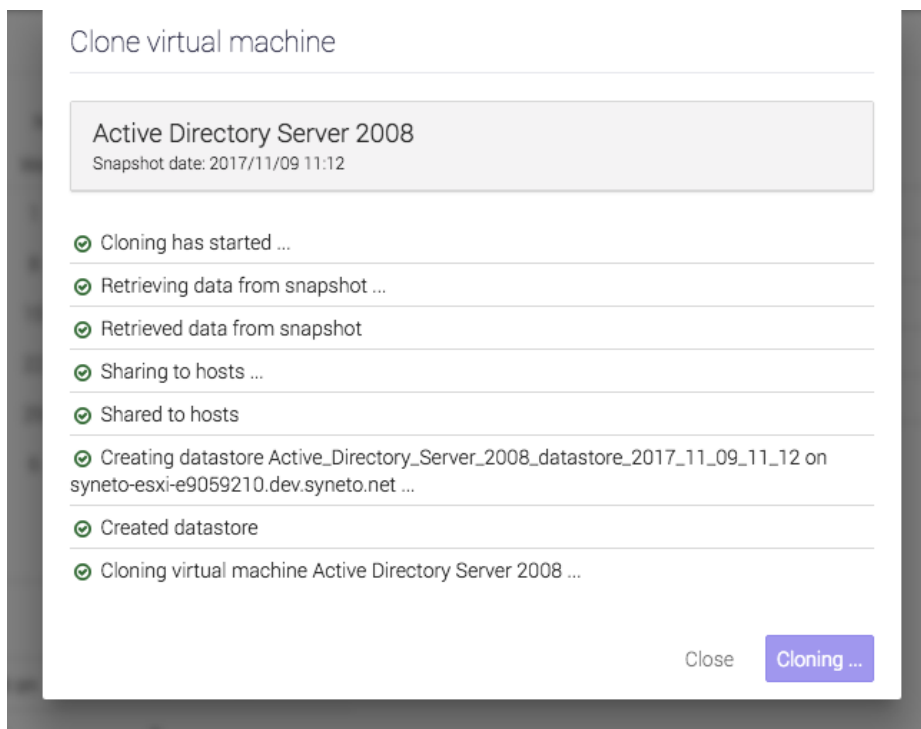 Clone virtual machine
Active Directory Server 2008
Snapshot date: 2017/11/09 11:12
Cloning has started ...
Retrieving data from snapshot ...
Retrieved data from snapshot
Sharing to hosts ...
Shared to hosts
Creating datastore Active_Directory_Server_2008_datastore_2017_11_09_11_12 on
syneto-esxi-e9059210.dev.syneto.net ...
Created datastore
Cloning virtual machine Active Directory Server 2008 ...
Close
Cloning ...